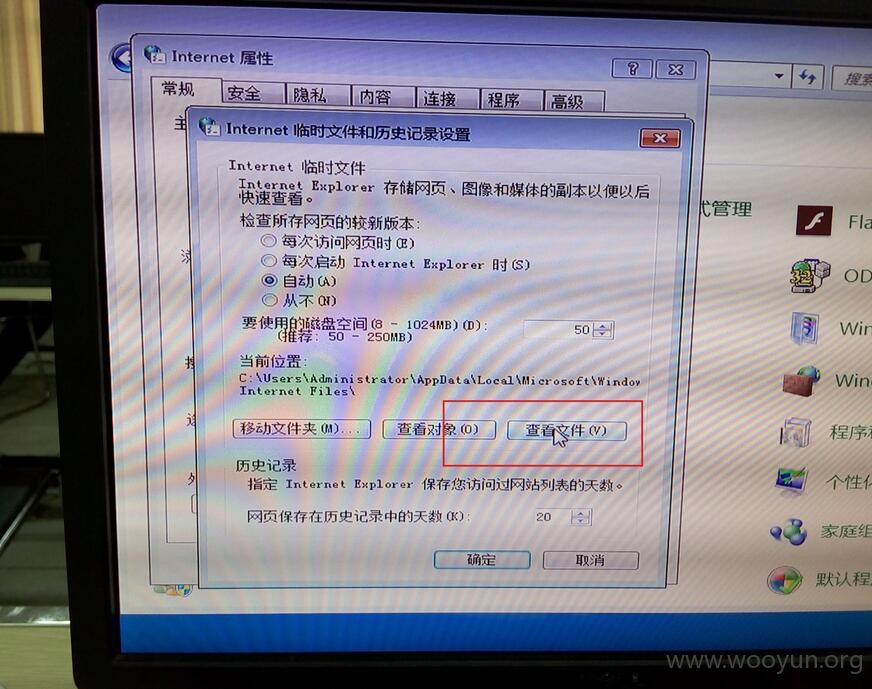 Internet 属性
搜索
常规 安全 隐私 内容 连接 程序 高级
Internet 临时文件和历史记录设置
Internet 临时文件
Internet Explorer 存储网页、图像和媒体的副本以便以后
快速查看。
检查所存网页的较新版本:
每次访问网页时(E)
每次启动 Internet Explorer 时(S)
自动(A)
从不(N)
要使用的磁盘空间(8 - 1024MB)(D): 50
(推荐: 50 - 250MB)
当前位置:
C:\Users\Administrator\AppData\Local\Microsoft\Window
Internet Files\
移动文件夹(M)... 查看对象(O) 查看文件(V)
历史记录
指定 Internet Explorer 保存您访问过网站列表的天数。
网页保存在历史记录中的天数(K): 20
确定 取消
式管理
Fla
OD
Win
Win
程序和
个性化
家庭组
默认程
32
www.wooyun.org